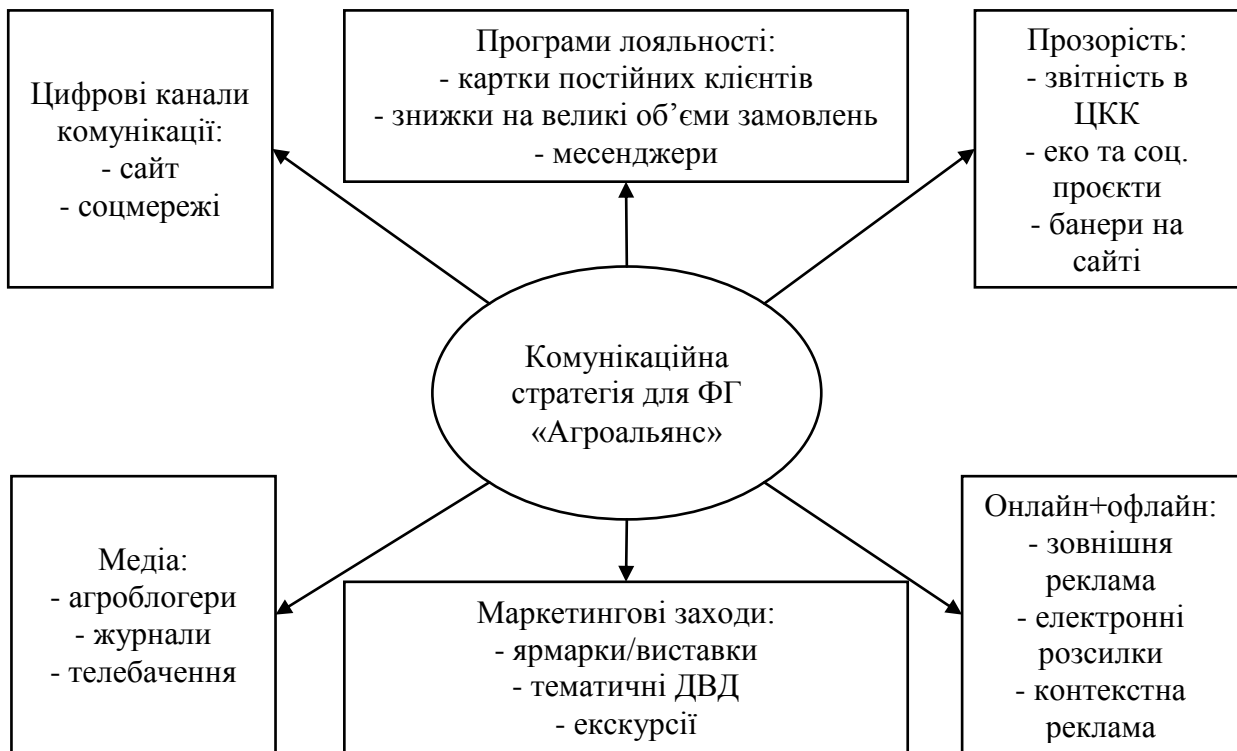 Цифрові канали
комунікації:
- сайт
- соцмережі
Програми лояльності:
- картки постійних клієнтів
- знижки на великі об’єми замовлень
- месенджери
Прозорість:
- звітність в
ЦКК
- еко та соц.
проєкти
- банери на
сайті
Комунікаційна
стратегія для ФГ
«Агроальянс»
Медіа:
- агроблогери
- журнали
- телебачення
Маркетингові заходи:
- ярмарки/виставки
- тематичні ДВД
- екскурсії
Онлайн+офлайн:
- зовнішня
реклама
- електронні
розсилки
- контекстна
реклама